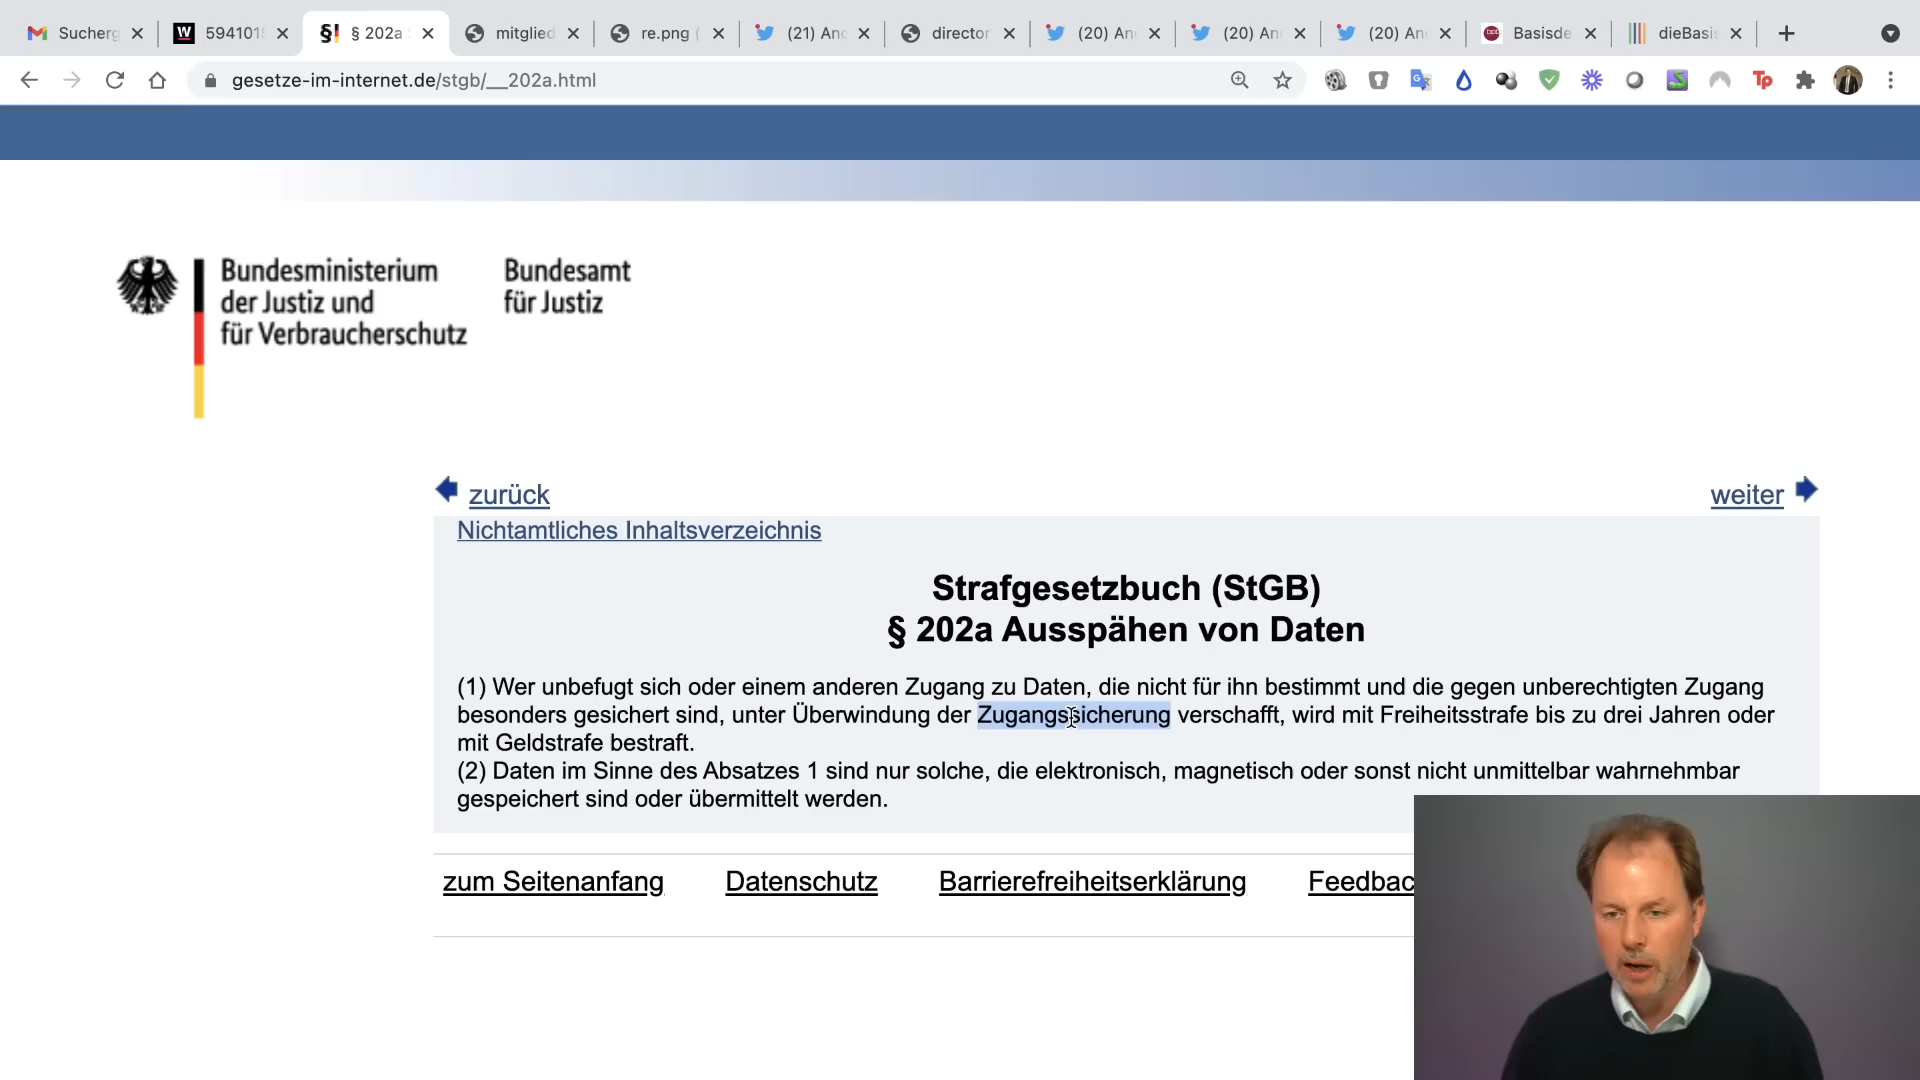 Sucherg
594101
§ 202a
mitglied
re.png (
(21) An
director
(20) An
(20) An
(20) An
Basisde
dieBasis
gesetze-im-internet.de/stgb/__202a.html
Bundesministerium
der Justiz und
für Verbraucherschutz
Bundesamt
für Justiz
zurück
weiter
Nichtamtliches Inhaltsverzeichnis
Strafgesetzbuch (StGB)
§ 202a Ausspähen von Daten
(1) Wer unbefugt sich oder einem anderen Zugang zu Daten, die nicht für ihn bestimmt und die gegen unberechtigten Zugang
besonders gesichert sind, unter Überwindung der Zugangssicherung verschafft, wird mit Freiheitsstrafe bis zu drei Jahren oder
mit Geldstrafe bestraft.
(2) Daten im Sinne des Absatzes 1 sind nur solche, die elektronisch, magnetisch oder sonst nicht unmittelbar wahrnehmbar
gespeichert sind oder übermittelt werden.
zum Seitenanfang
Datenschutz
Barrierefreiheitserklärung
Feedbac